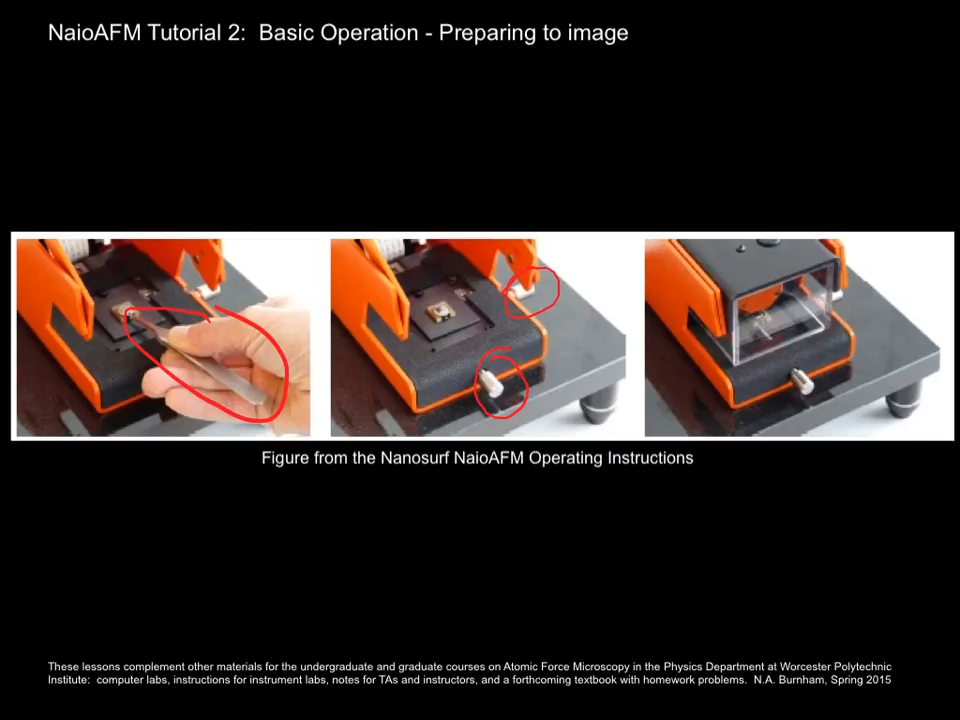 NaioAFM Tutorial 2:  Basic Operation - Preparing to image
Figure from the Nanosurf NaioAFM Operating Instructions
These lessons complement other materials for the undergraduate and graduate courses on Atomic Force Microscopy in the Physics Department at Worcester Polytechnic
Institute:  computer labs, instructions for instrument labs, notes for TAs and instructors, and a forthcoming textbook with homework problems.  N.A. Burnham, Spring 2015